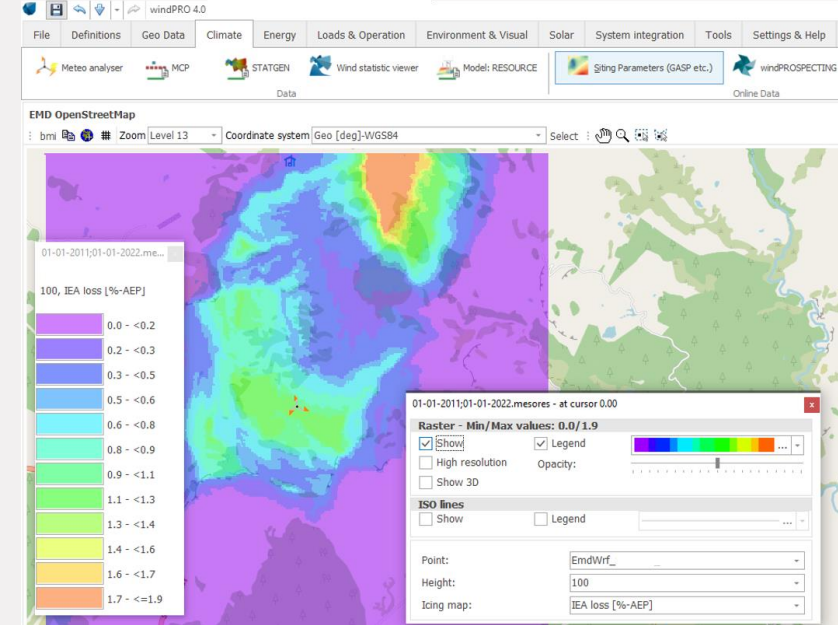 windPRO 4.0
File Definitions Geo Data Climate Energy Loads & Operation Environment & Visual Solar System integration Tools Settings & Help
Meteo analyser MCP STATGEN Wind statistic viewer Model: RESOURCE Siting Parameters (GASP etc.) windPROSPECTING
Data Online Data
EMD OpenStreetMap
bmi Zoom Level 13 Coordinate system Geo [deg]-WGS84 Select
01-01-2011;01-01-2022.me...
100, IEA loss [%-AEP]
0.0 - <0.2
0.2 - <0.3
0.3 - <0.5
0.5 - <0.6
0.6 - <0.8
0.8 - <0.9
0.9 - <1.1
1.1 - <1.3
1.3 - <1.4
1.4 - <1.6
1.6 - <1.7
1.7 - <=1.9
01-01-2011;01-01-2022.mesores - at cursor 0.00 x
Raster - Min/Max values: 0.0/1.9
Show Legend ...
High resolution Opacity:
Show 3D
ISO lines
Show Legend ...
Point: EmdWrf_ _
Height: 100
Icing map: IEA loss [%-AEP]